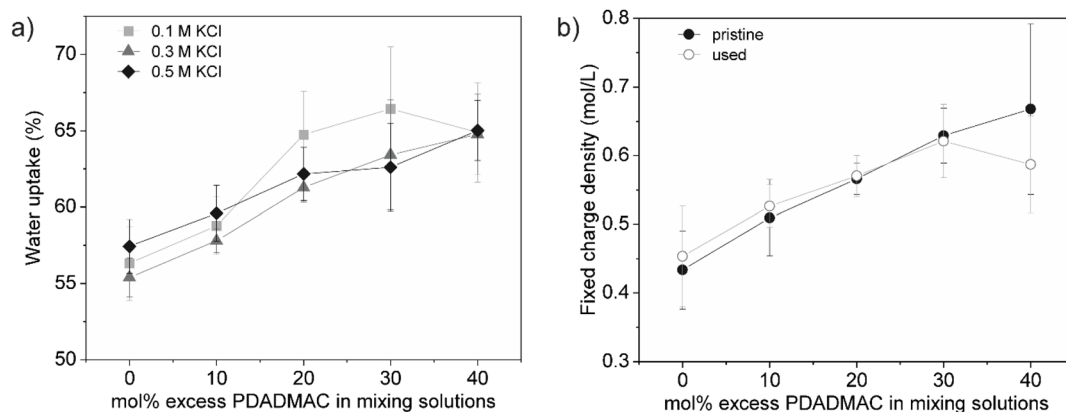 a)
0.1 M KCl
0.3 M KCl
0.5 M KCl
Water uptake (%)
70
65
60
55
50
0 10 20 30 40
mol% excess PDADMAC in mixing solutions
b)
pristine
used
Fixed charge density (mol/L)
0.8
0.7
0.6
0.5
0.4
0.3
0 10 20 30 40
mol% excess PDADMAC in mixing solutions